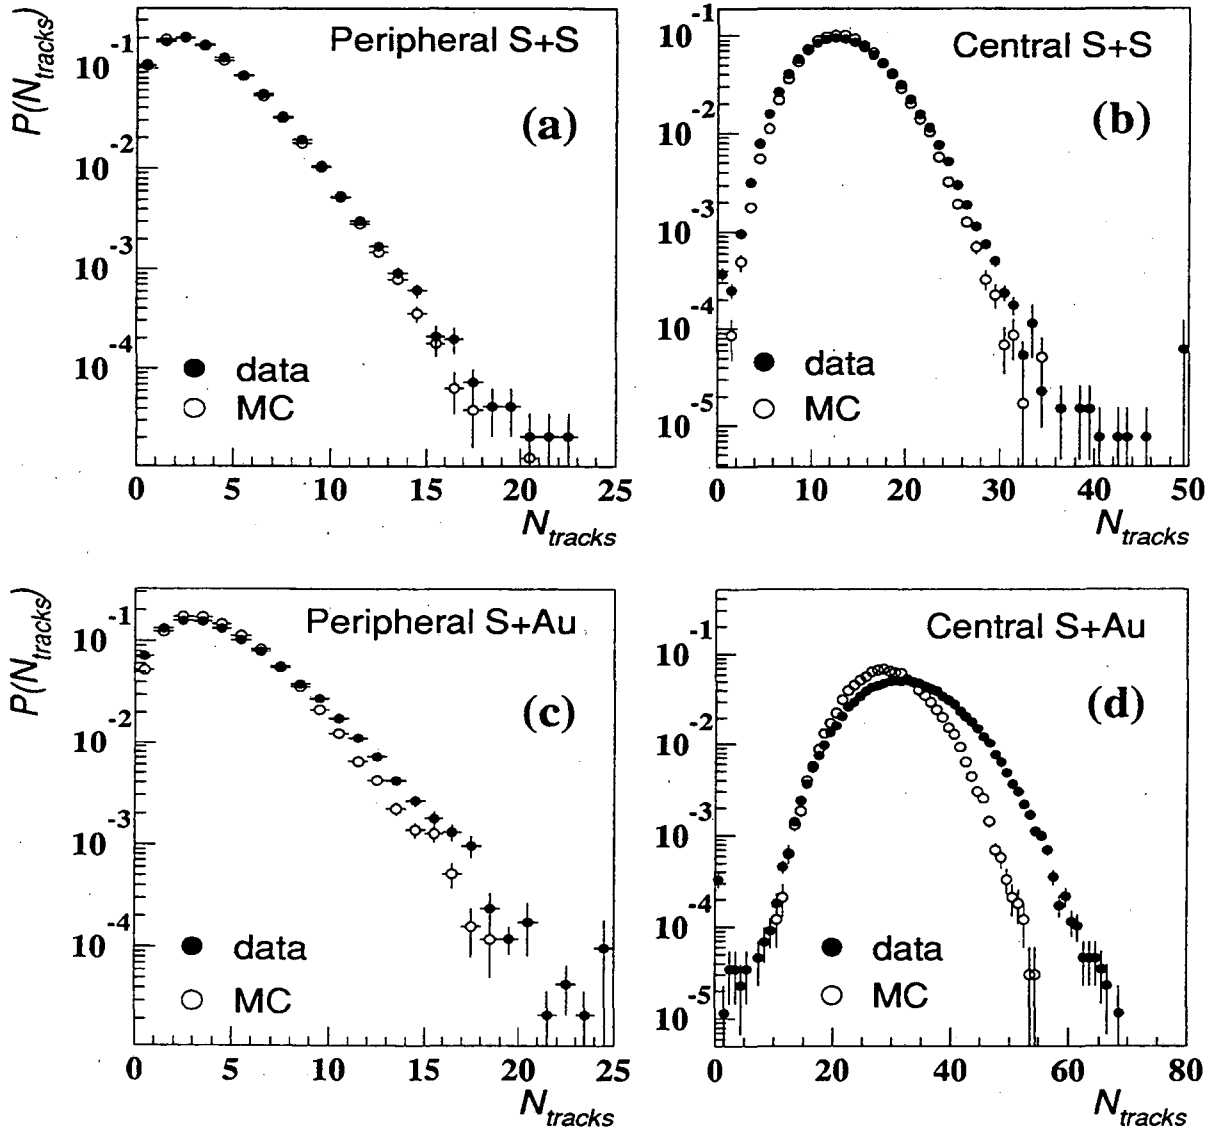 P(N_tracks)
Peripheral S+S
(a)
10^-1
10^-2
10^-3
10^-4
data
MC
0 5 10 15 20 25
N_tracks
Central S+S
(b)
10^-1
10^-2
10^-3
10^-4
10^-5
data
MC
0 10 20 30 40 50
N_tracks
P(N_tracks)
Peripheral S+Au
(c)
10^-1
10^-2
10^-3
10^-4
data
MC
0 5 10 15 20 25
N_tracks
Central S+Au
(d)
10^-1
10^-2
10^-3
10^-4
10^-5
data
MC
0 20 40 60 80
N_tracks